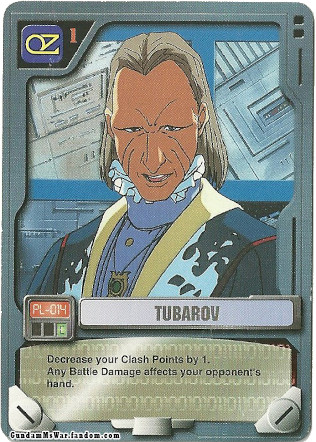 OZ
1
TUBAROV
PL-014
Decrease your Clash Points by 1.
Any Battle Damage affects your opponent's
hand.
GundamMsWar.fandom.com